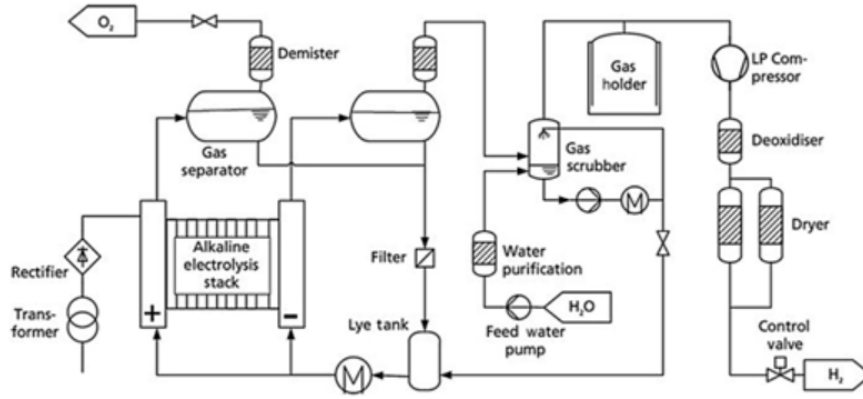 O₂
Demister
Gas
separator
Gas
holder
LP Com-
pressor
Gas
scrubber
Deoxidiser
Dryer
Alkaline
electrolysis
stack
+
-
Rectifier
Trans-
former
Filter
Water
purification
H₂O
Feed water
pump
Lye tank
M
M
Control
valve
H₂